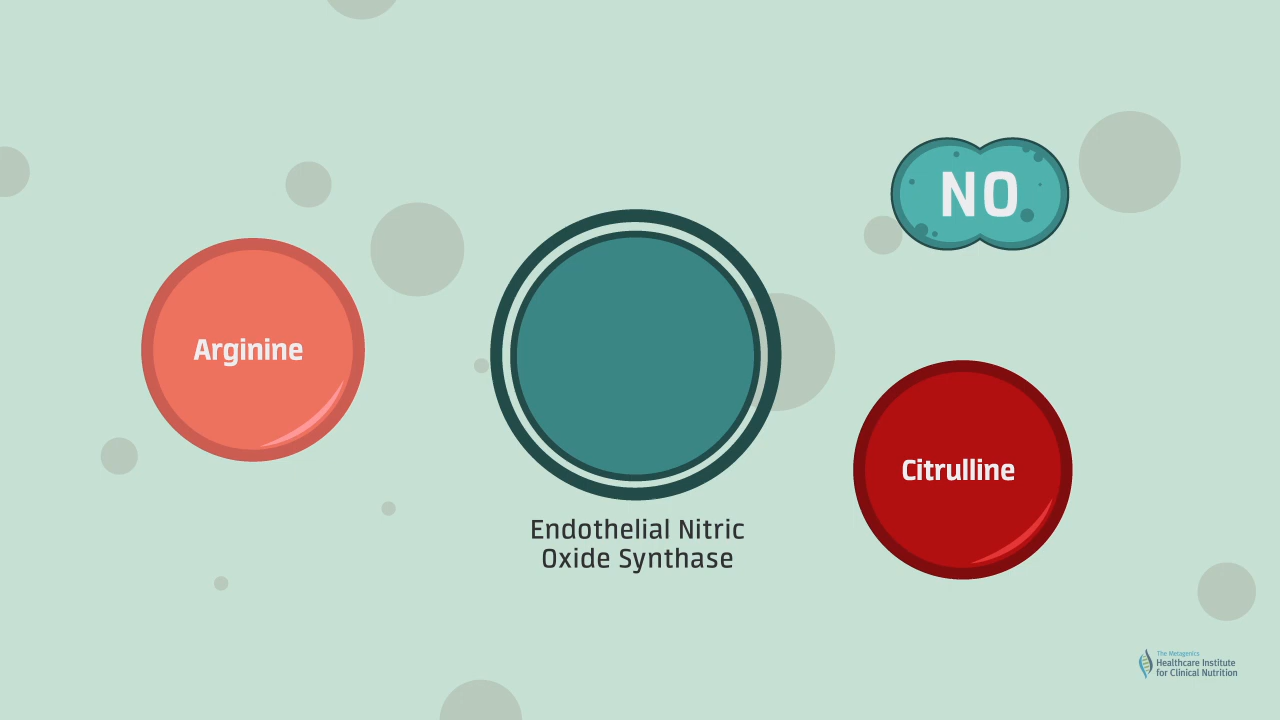 NO
Arginine
Citrulline
Endothelial Nitric
Oxide Synthase
The Metagenics
Healthcare Institute
for Clinical Nutrition